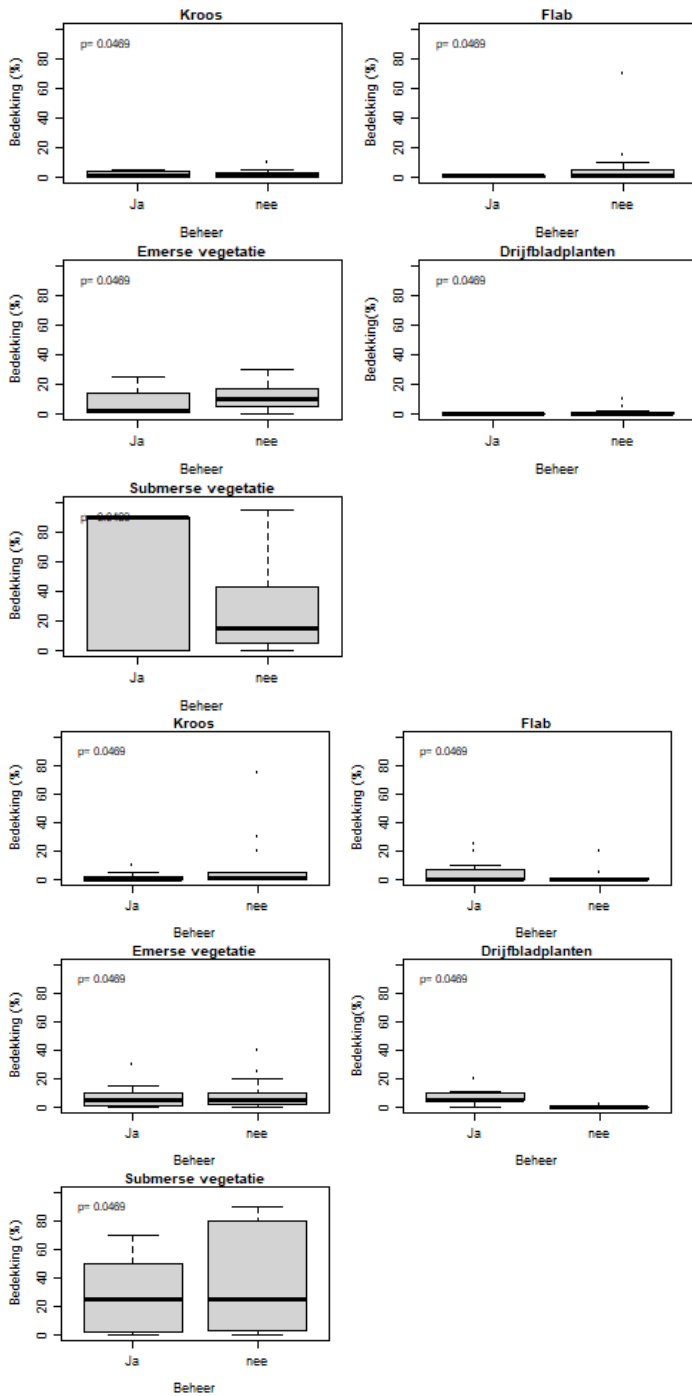 Kroos
p= 0.0469
Bedekking (%)
0 20 40 60 80
Ja nee
Beheer
Flab
p= 0.0469
Bedekking (%)
0 20 40 60 80
Ja nee
Beheer
Emerse vegetatie
p= 0.0469
Bedekking (%)
0 20 40 60 80
Ja nee
Beheer
Drijfbladplanten
p= 0.0469
Bedekking(%)
0 20 40 60 80
Ja nee
Beheer
Submerse vegetatie
p= 0.0469
Bedekking (%)
0 20 40 60 80
Ja nee
Beheer
Kroos
p= 0.0469
Bedekking (%)
0 20 40 60 80
Ja nee
Beheer
Flab
p= 0.0469
Bedekking (%)
0 20 40 60 80
Ja nee
Beheer
Emerse vegetatie
p= 0.0469
Bedekking (%)
0 20 40 60 80
Ja nee
Beheer
Drijfbladplanten
p= 0.0469
Bedekking(%)
0 20 40 60 80
Ja nee
Beheer
Submerse vegetatie
p= 0.0469
Bedekking (%)
0 20 40 60 80
Ja nee
Beheer